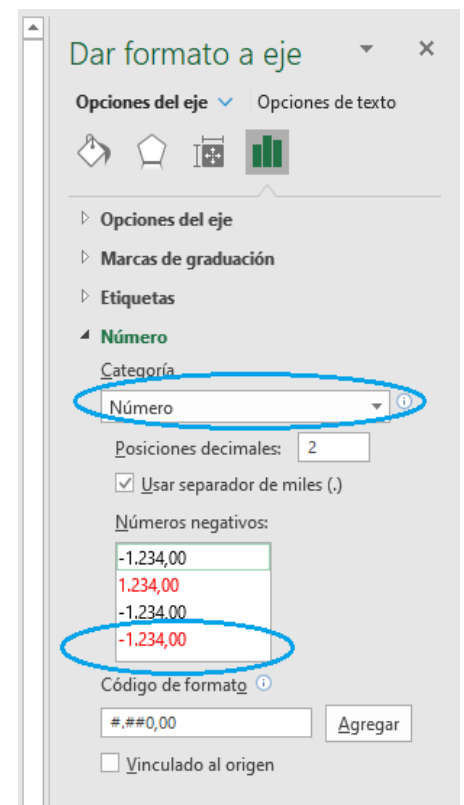 Dar formato a eje
Opciones del eje Opciones de texto
Opciones del eje
Marcas de graduación
Etiquetas
Número
Categoría
Número
Posiciones decimales: 2
Usar separador de miles (.)
Números negativos:
-1.234,00
1.234,00
-1.234,00
-1.234,00
Código de formato
#.##0,00 Agregar
Vinculado al origen